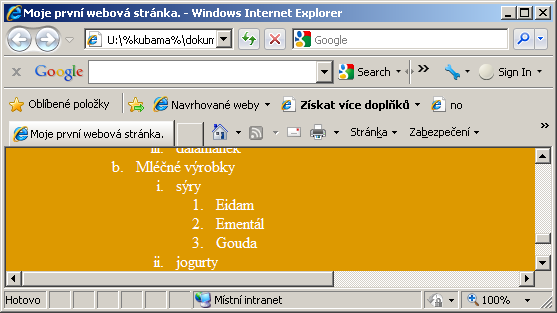 Moje první webová stránka. - Windows Internet Explorer
U:\%kubama%\dokum
Google
Google
Search
»
Sign In
Oblíbené položky
Navrhované weby
Získat více doplňků
no
Moje první webová stránka.
Stránka
Zabezpečení
»
iii. dalamánek
b. Mléčné výrobky
i. sýry
1. Eidam
2. Ementál
3. Gouda
ii. jogurty
Hotovo
Místní intranet
100%